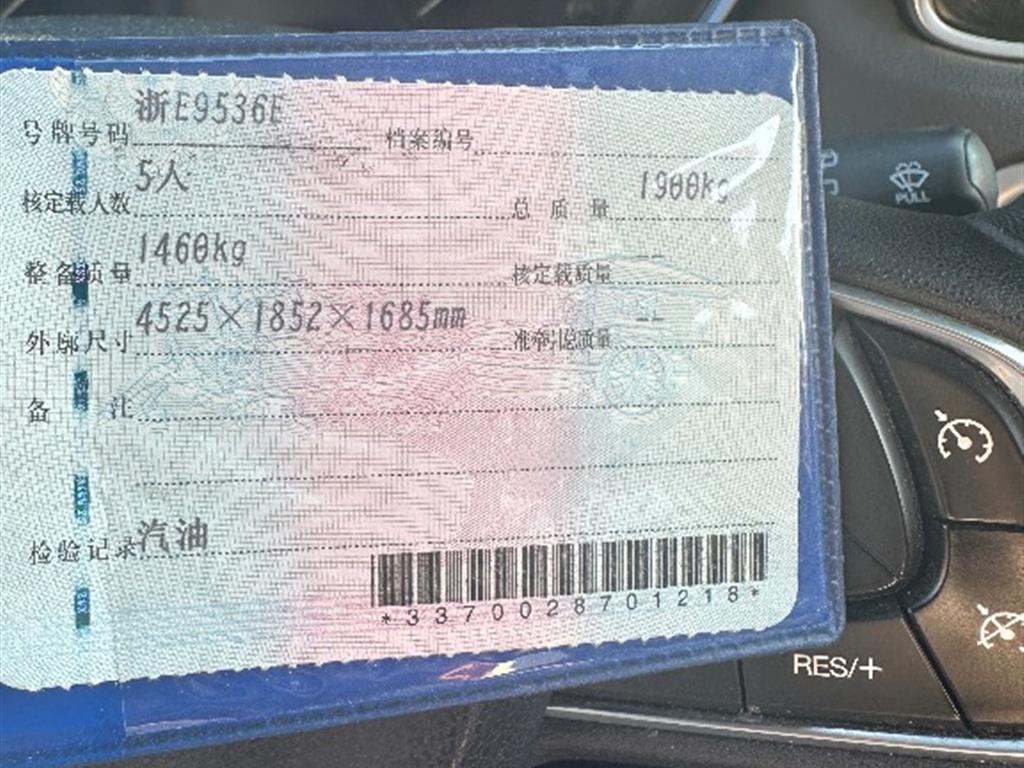 号牌号码 浙E9536E 档案编号
核定载人数 5人 总质量 1900kg
整备质量 1460kg 核定载质量 --
外廓尺寸 4525×1852×1685mm 准牵引总质量 --
备注
检验记录 汽油
*3370028701218*
PULL
RES/+